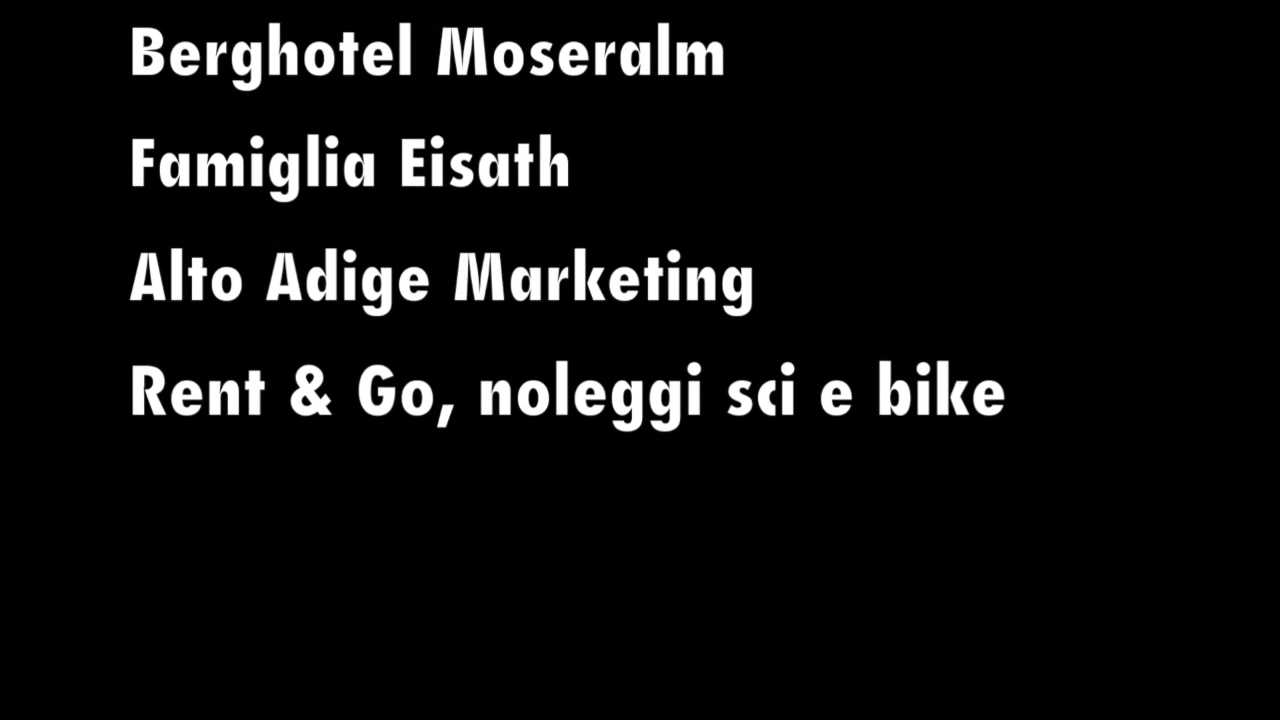 Berghotel Moseralm
Famiglia Eisath
Alto Adige Marketing
Rent & Go, noleggi sci e bike